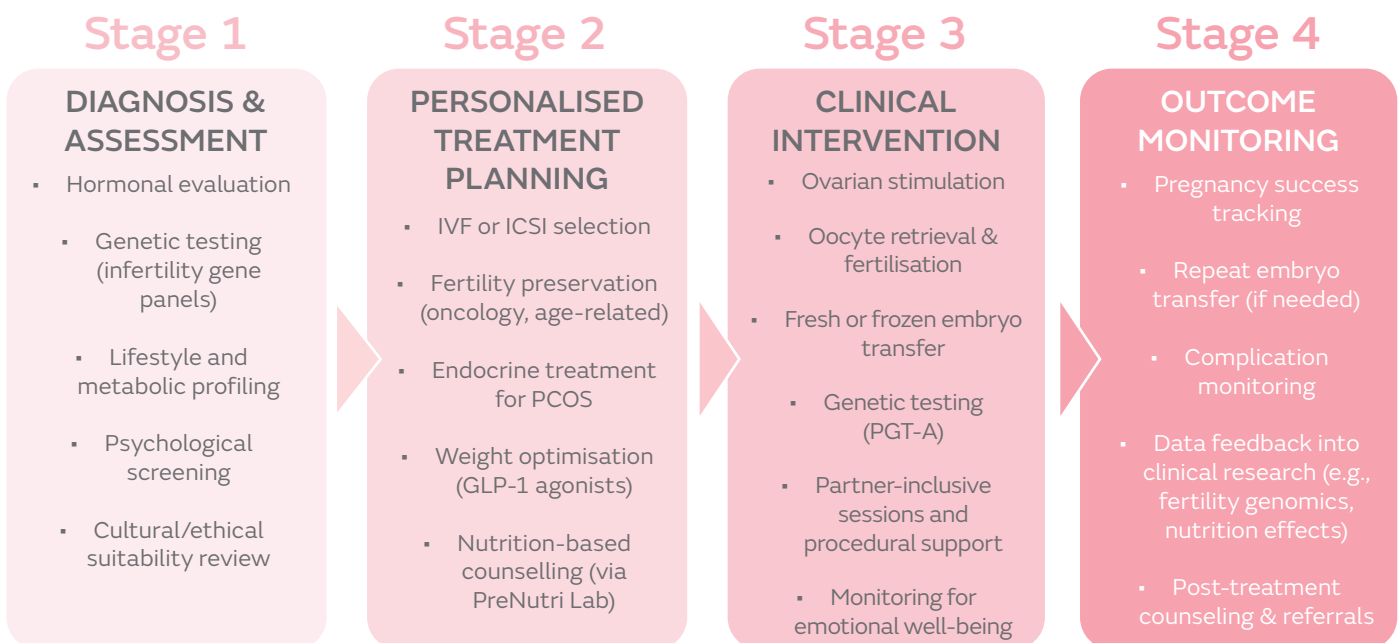 Stage 1
DIAGNOSIS &
ASSESSMENT
▪ Hormonal evaluation
▪ Genetic testing
(infertility gene
panels)
▪ Lifestyle and
metabolic profiling
▪ Psychological
screening
▪ Cultural/ethical
suitability review
Stage 2
PERSONALISED
TREATMENT
PLANNING
▪ IVF or ICSI selection
▪ Fertility preservation
(oncology, age-related)
▪ Endocrine treatment
for PCOS
▪ Weight optimisation
(GLP-1 agonists)
▪ Nutrition-based
counselling (via
PreNutri Lab)
Stage 3
CLINICAL
INTERVENTION
▪ Ovarian stimulation
▪ Oocyte retrieval &
fertilisation
▪ Fresh or frozen embryo
transfer
▪ Genetic testing
(PGT-A)
▪ Partner-inclusive
sessions and
procedural support
▪ Monitoring for
emotional well-being
Stage 4
OUTCOME
MONITORING
▪ Pregnancy success
tracking
▪ Repeat embryo
transfer (if needed)
▪ Complication
monitoring
▪ Data feedback into
clinical research (e.g.,
fertility genomics,
nutrition effects)
▪ Post-treatment
counseling & referrals